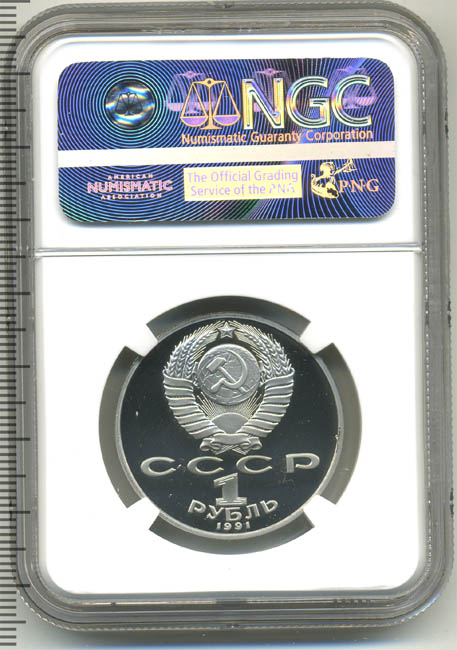 NGC
Numismatic Guaranty Corporation
AMERICAN
NUMISMATIC
ASSOCIATION
The Official Grading
Service of the PNG
PNG
СССР
1
РУБЛЬ
1991